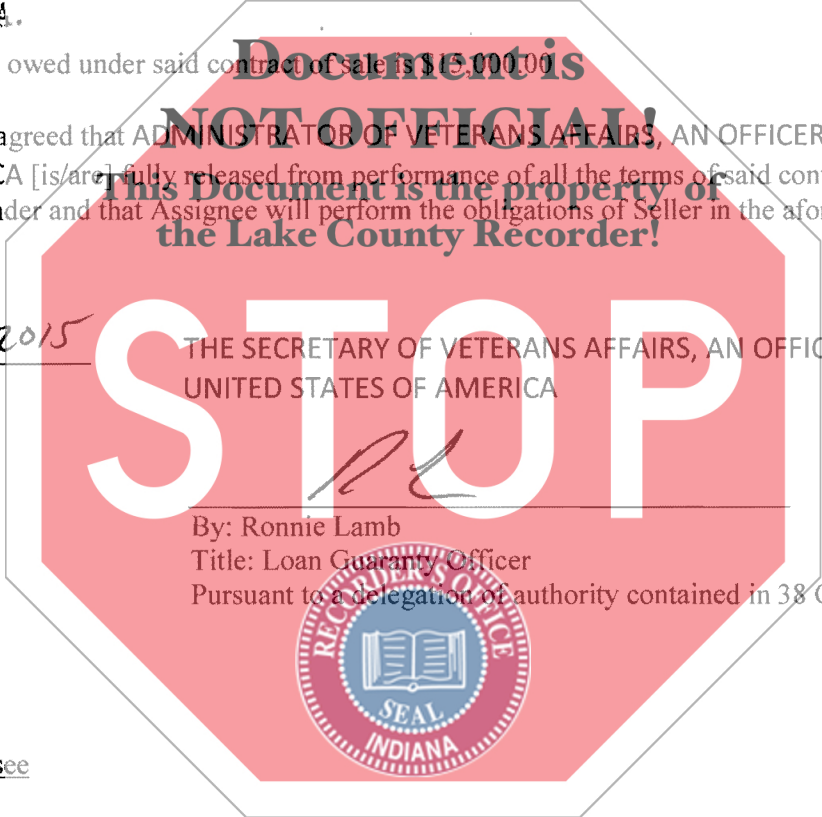 owed under said contract of sale is $15,000.00
Document is
NOT OFFICIAL!
agreed that ADMINISTRATOR OF VETERANS AFFAIRS, AN OFFICER
CA [is/are] fully released from performance of all the terms of said con
This Document is the property of
der and that Assignee will perform the obligations of Seller in the afor
the Lake County Recorder!
STOP
2015
THE SECRETARY OF VETERANS AFFAIRS, AN OFFIC
UNITED STATES OF AMERICA
By: Ronnie Lamb
Title: Loan Guaranty Officer
Pursuant to a delegation of authority contained in 38 C
RECORDER'S OFFICE
SEAL
INDIANA
see